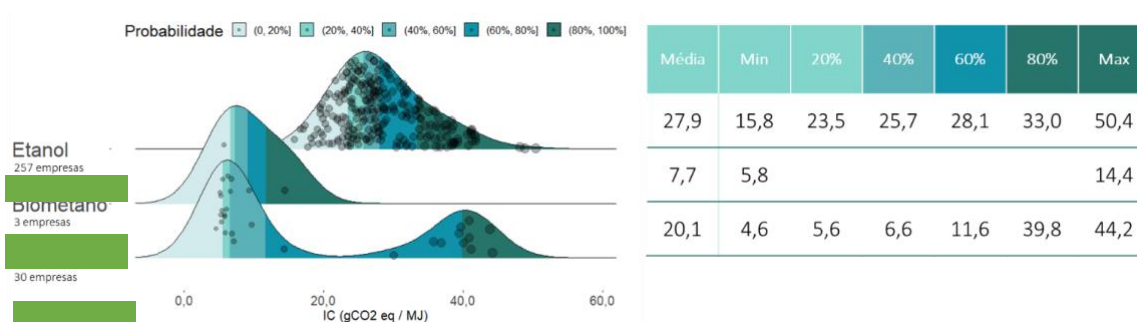 Probabilidade (0, 20%] (20%, 40%] (40%, 60%] (60%, 80%] (80%, 100%]
Média Min 20% 40% 60% 80% Max
27,9 15,8 23,5 25,7 28,1 33,0 50,4
7,7 5,8 14,4
20,1 4,6 5,6 6,6 11,6 39,8 44,2
Etanol
257 empresas
Biometano
3 empresas
30 empresas
0,0 20,0 40,0 60,0
IC (gCO2 eq / MJ)